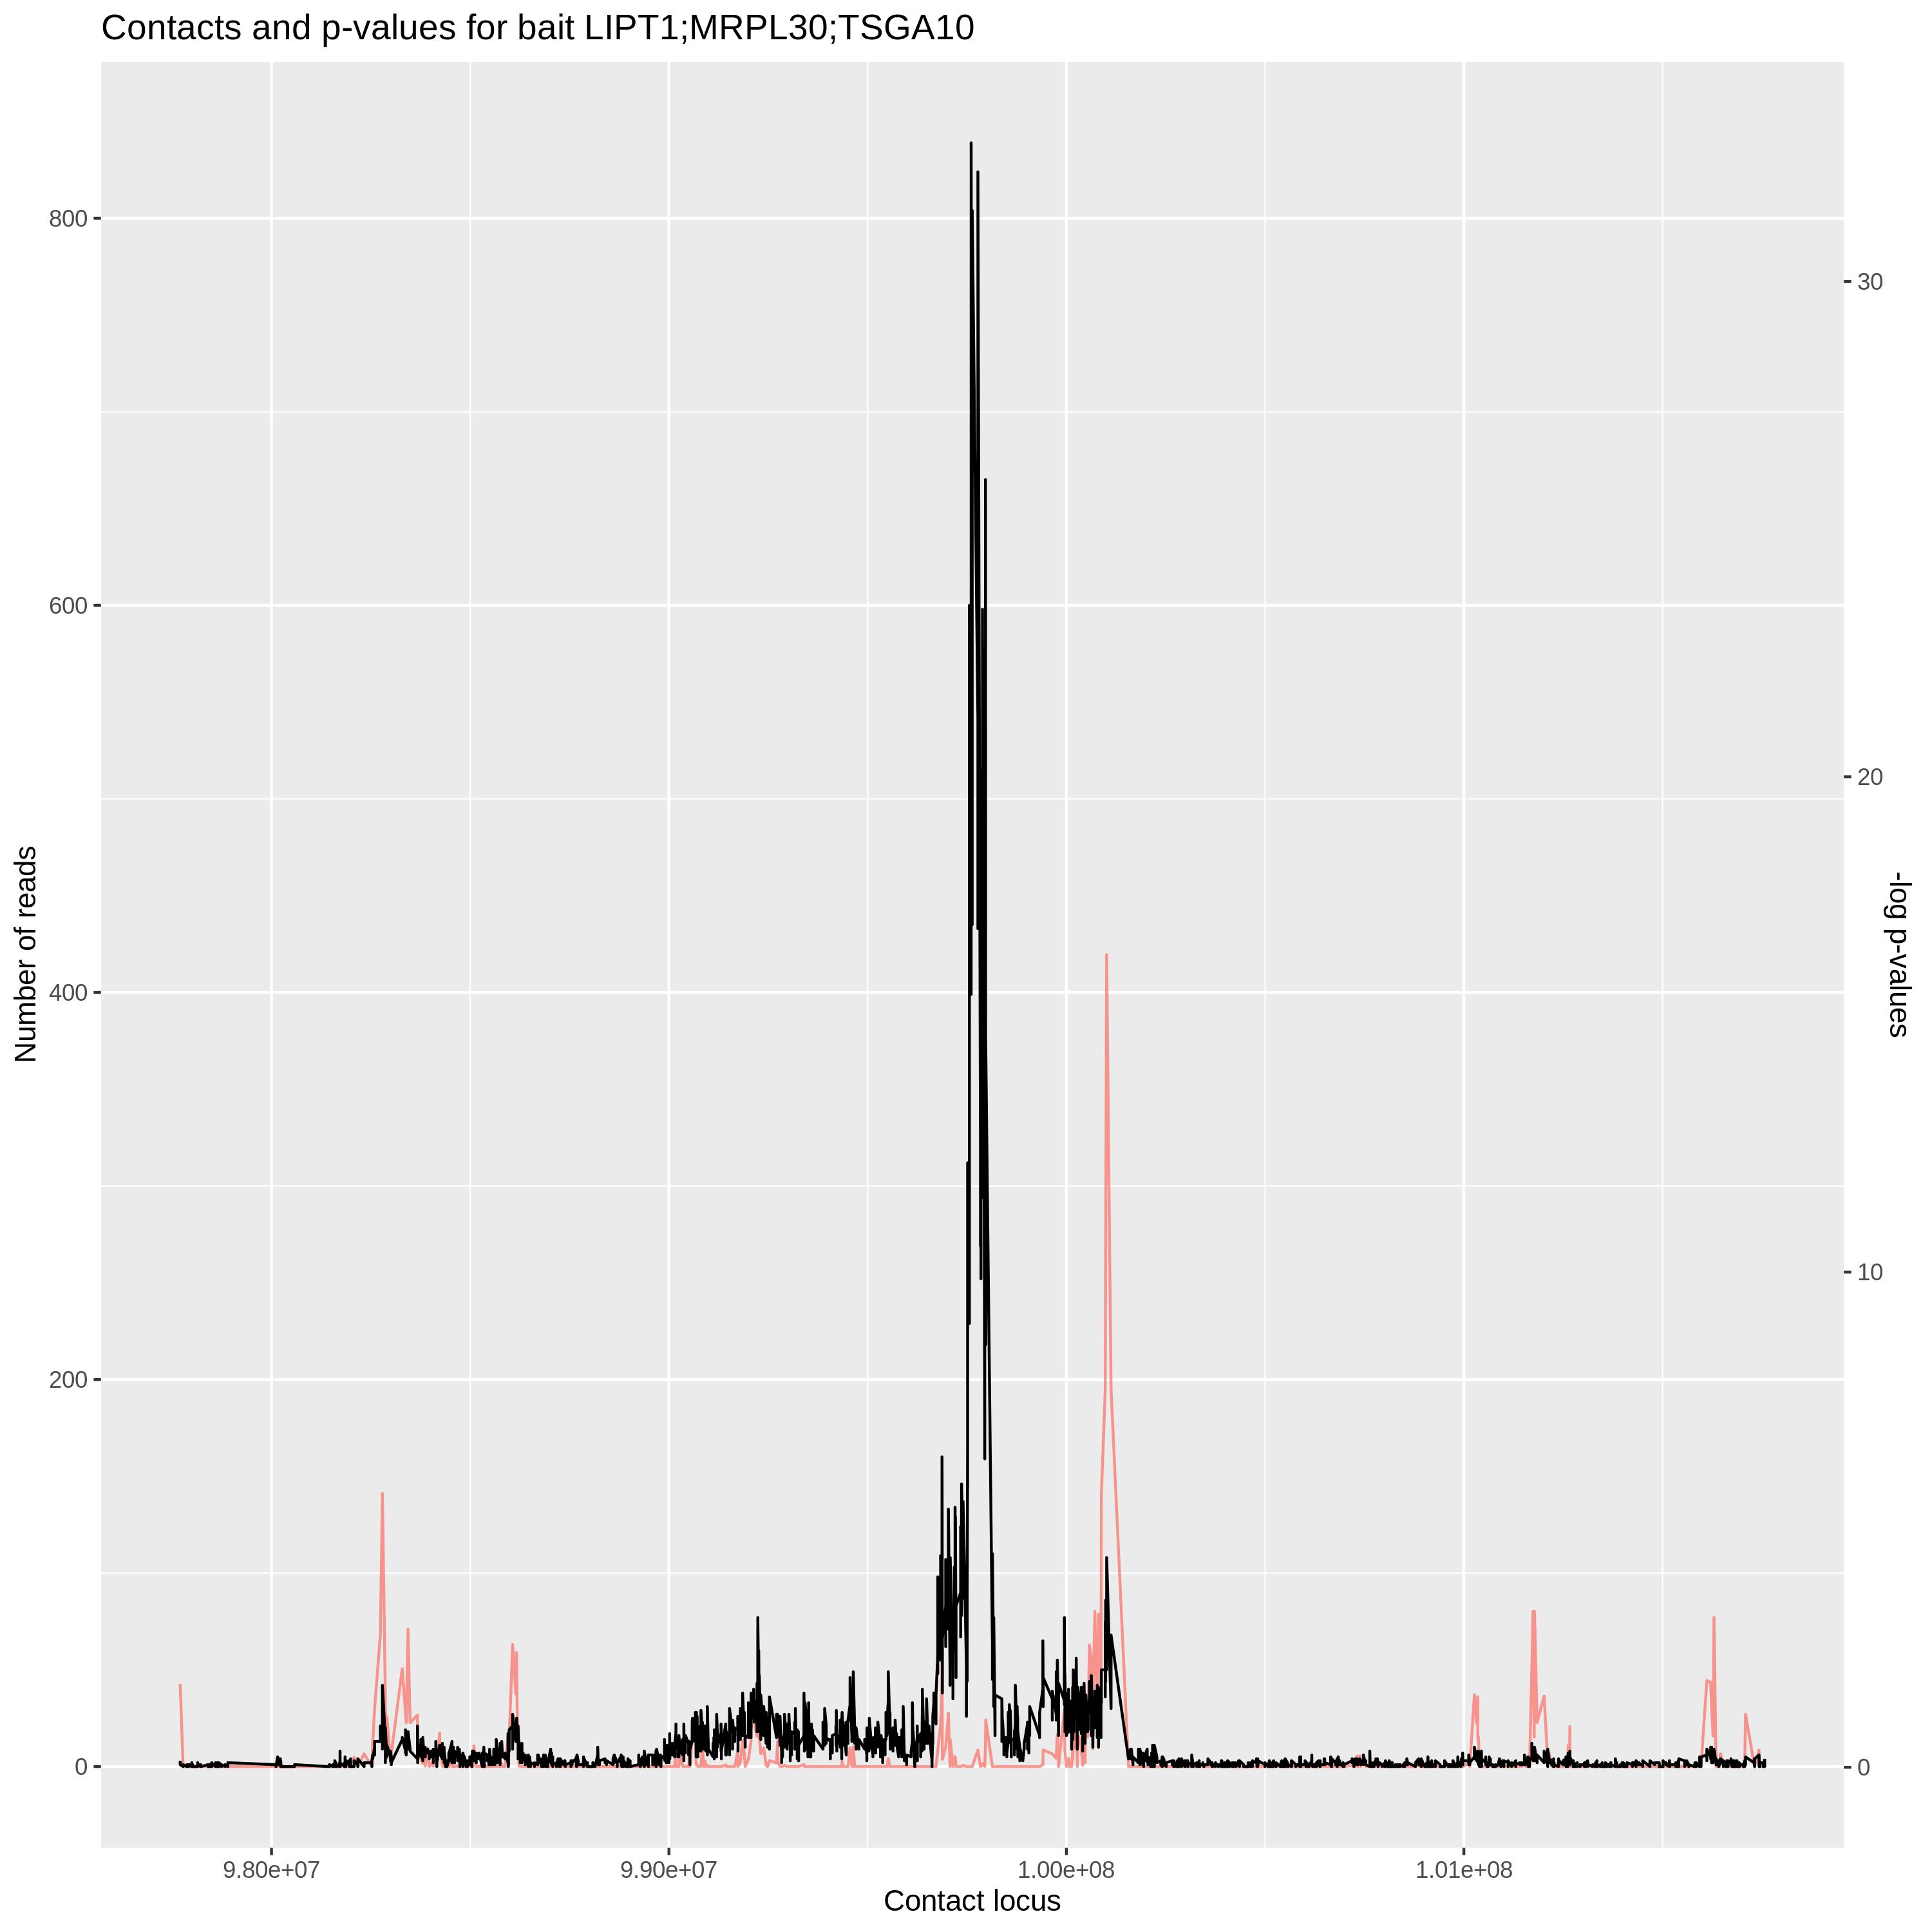 Contacts and p-values for bait LIPT1;MRPL30;TSGA10
800
600
400
200
0
Number of reads
30
20
10
0
-log p-values
9.80e+07
9.90e+07
1.00e+08
1.01e+08
Contact locus